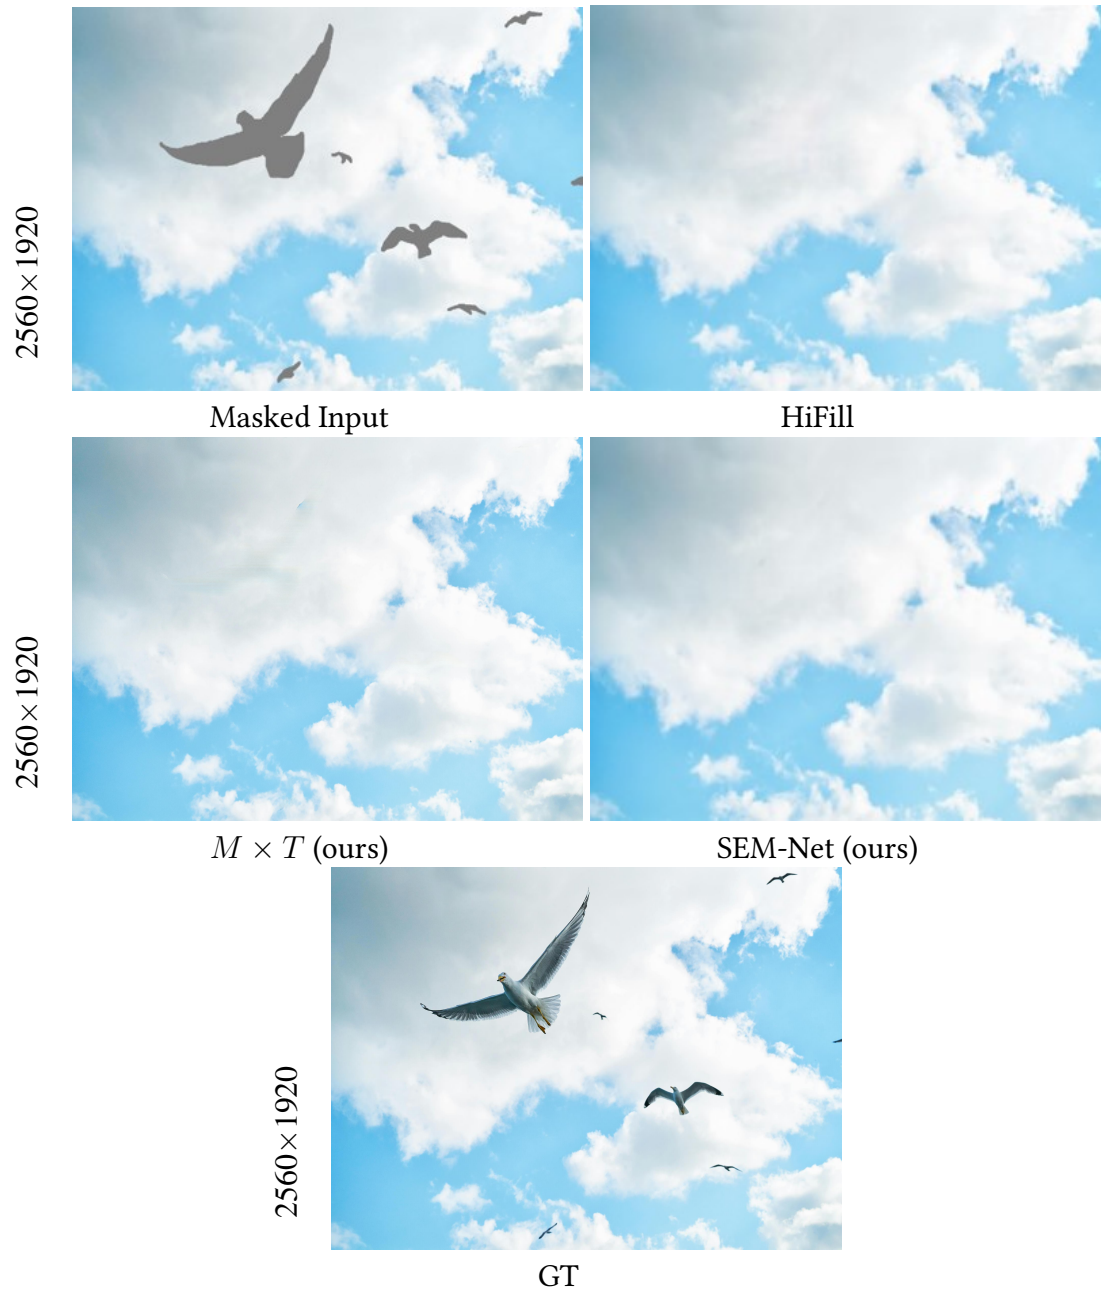 2560×1920
Masked Input
HiFill
2560×1920
M × T (ours)
SEM-Net (ours)
2560×1920
GT